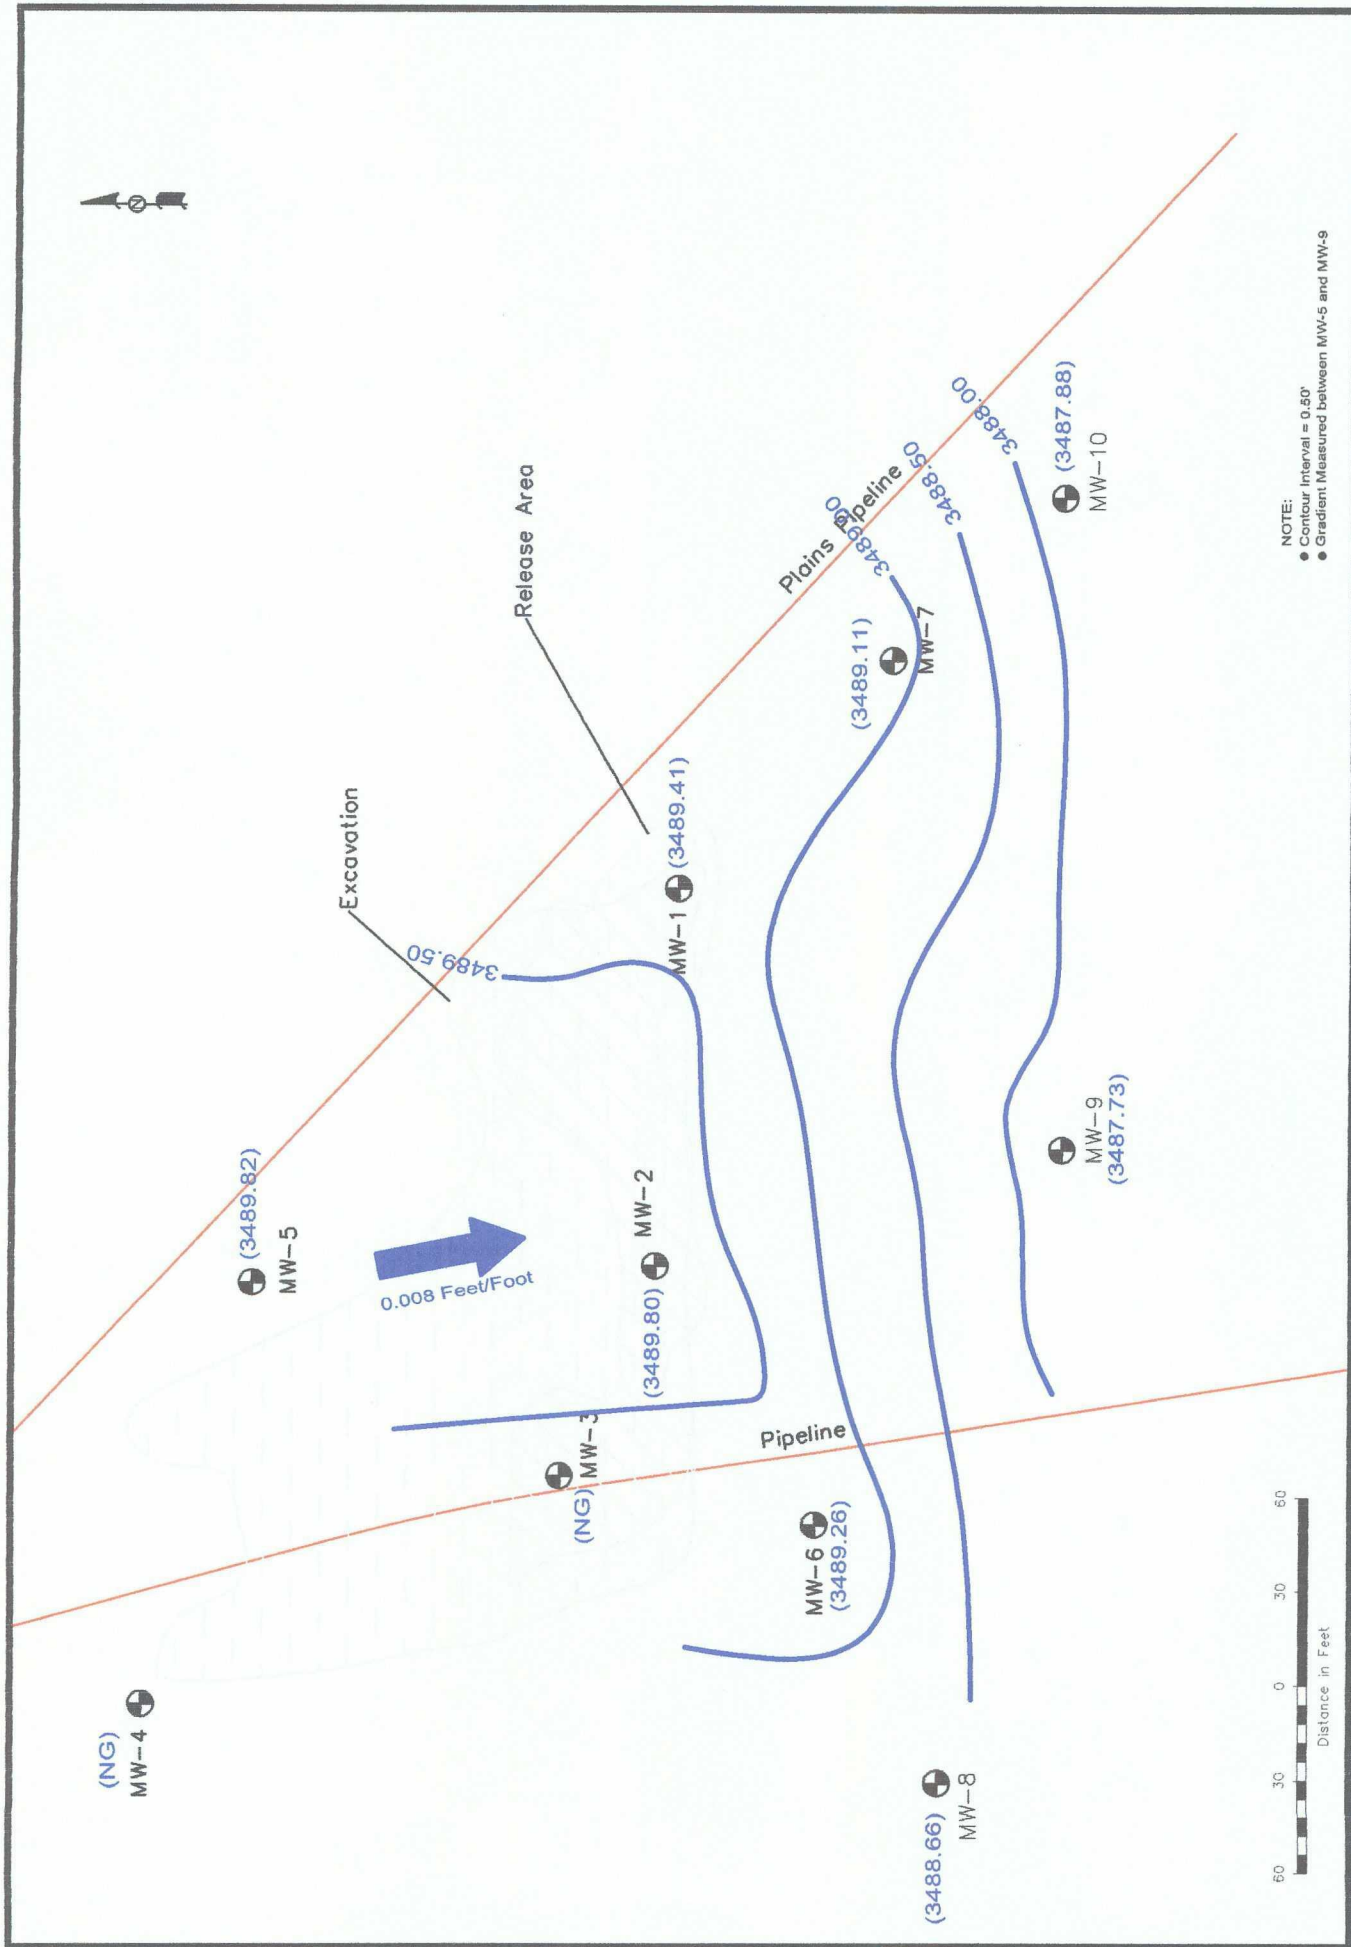 N
(NG)
MW-4
(3489.82)
MW-5
Excavation
Release Area
0.008 Feet/Foot
3489.50
MW-3
(NG)
(3489.80)
MW-2
MW-1
(3489.41)
Pipeline
MW-6
(3489.26)
Plains Pipeline
3489.00
(3489.11)
MW-7
3488.50
3488.00
(3488.66)
MW-8
MW-9
(3487.73)
(3487.88)
MW-10
60
30
0
30
60
Distance in Feet
NOTE:
● Contour Interval = 0.50'
● Gradient Measured between MW-5 and MW-9